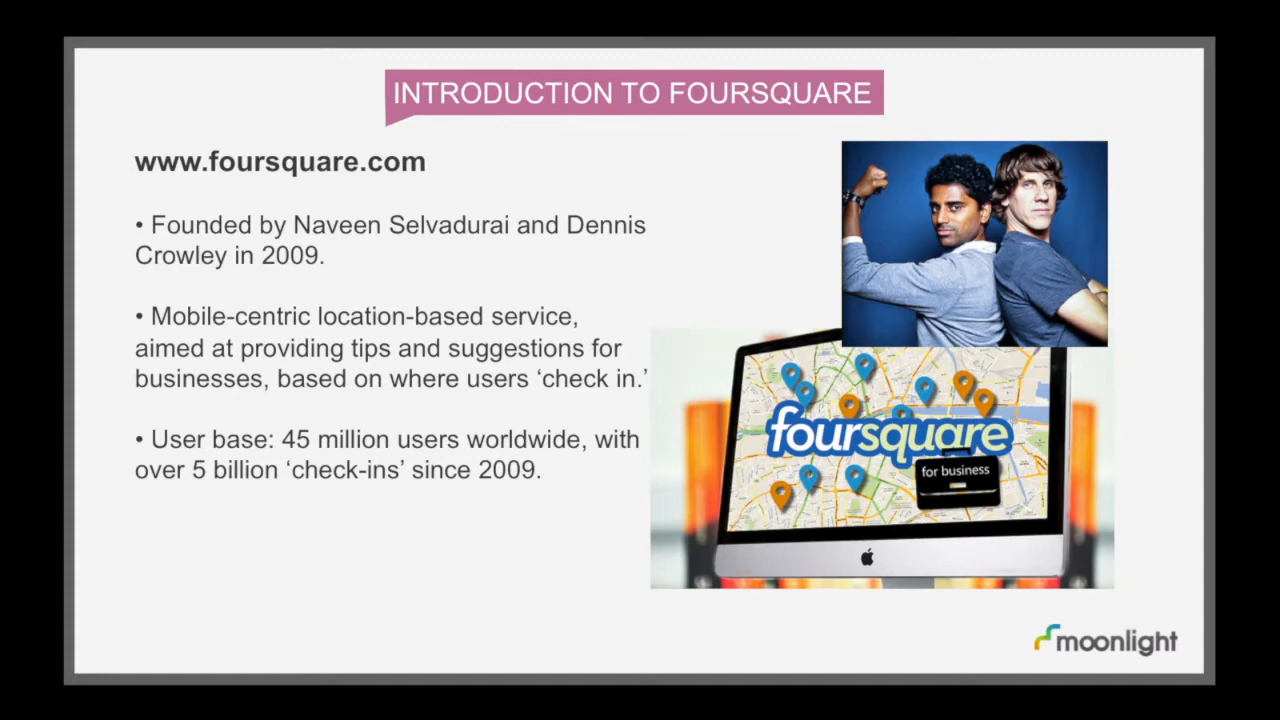 INTRODUCTION TO FOURSQUARE
www.foursquare.com
• Founded by Naveen Selvadurai and Dennis
Crowley in 2009.
• Mobile-centric location-based service,
aimed at providing tips and suggestions for
businesses, based on where users ‘check in.’
• User base: 45 million users worldwide, with
over 5 billion ‘check-ins’ since 2009.
foursquare
for business
moonlight